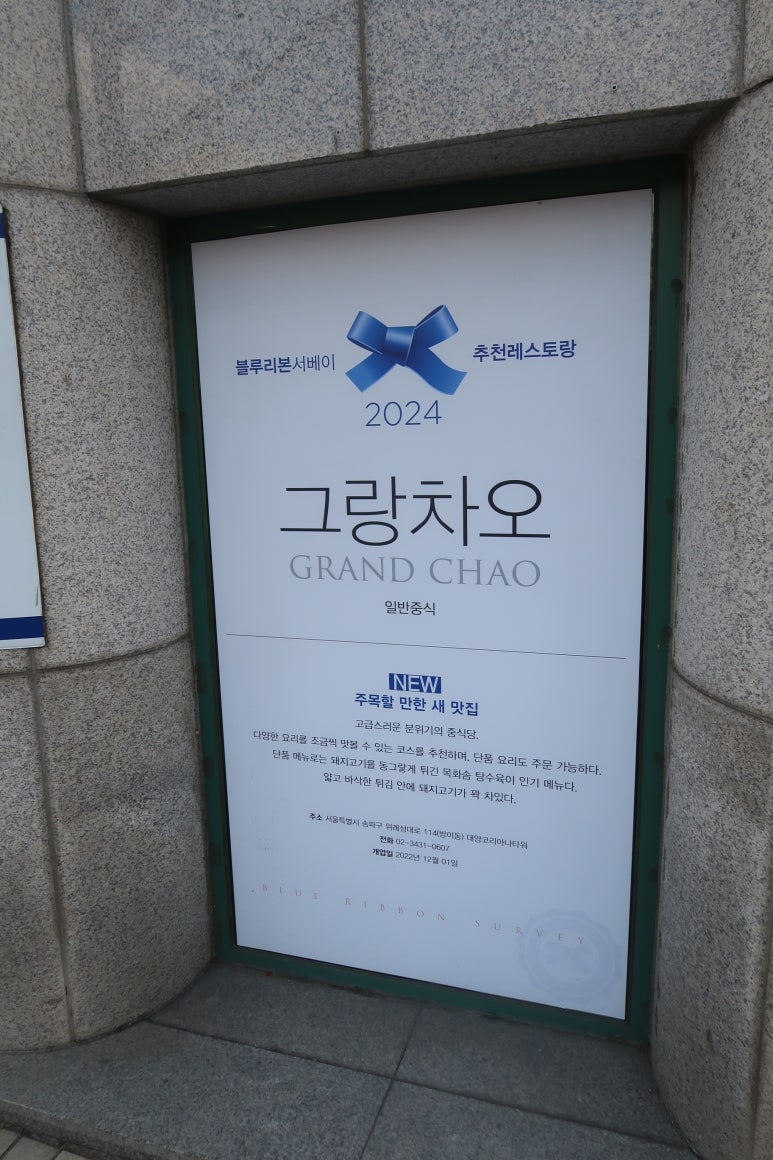 블루리본서베이 추천레스토랑
2024
그랑차오
GRAND CHAO
일반중식
NEW
주목할 만한 새 맛집
고급스러운 분위기의 중식당.
다양한 요리를 조금씩 맛볼 수 있는 코스를 추천하며, 단품 요리도 주문 가능하다.
단품 메뉴로는 돼지고기를 동그랗게 튀긴 목화솜 탕수육이 인기 메뉴다.
얇고 바삭한 튀김 안에 돼지고기가 꽉 차있다.
주소 서울특별시 송파구 위례성대로 114(방이동) 대양코리아나타워
전화 02-3431-0607
개업일 2022년 12월 01일
BLUE RIBBON SURVEY